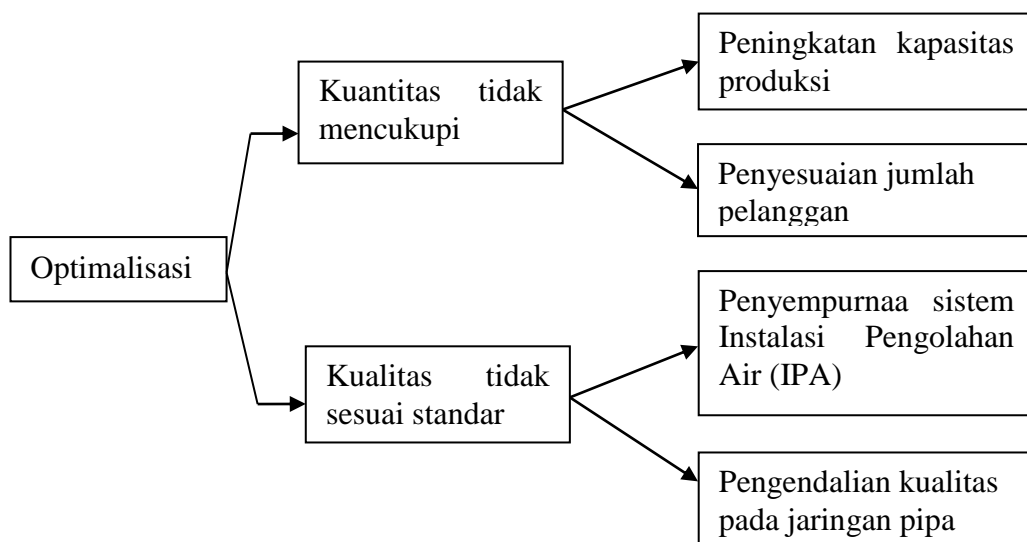 Optimalisasi
Kuantitas tidak
mencukupi
Peningkatan kapasitas
produksi
Penyesuaian jumlah
pelanggan
Kualitas tidak
sesuai standar
Penyempurnaa sistem
Instalasi Pengolahan
Air (IPA)
Pengendalian kualitas
pada jaringan pipa